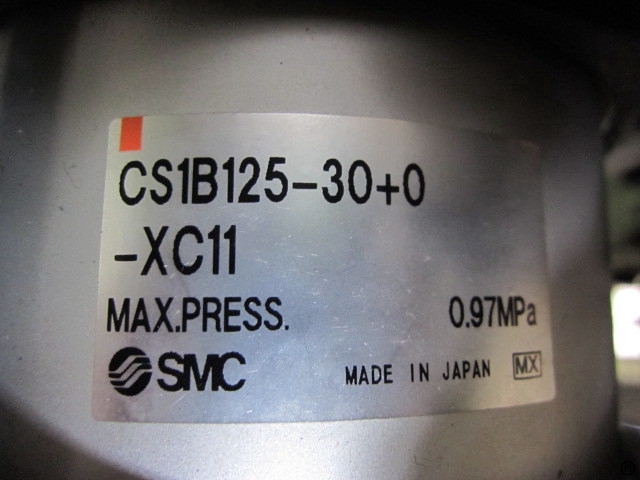 CS1B125-30+0
-XC11
MAX.PRESS. 0.97MPa
SMC MADE IN JAPAN MX